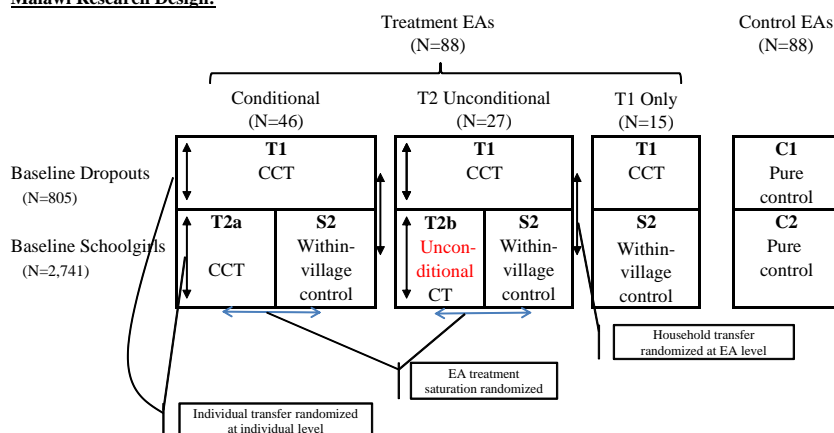 Malawi Research Design:
Treatment EAs
(N=88)
Control EAs
(N=88)
Conditional
(N=46)
T2 Unconditional
(N=27)
T1 Only
(N=15)
Baseline Dropouts
(N=805)
T1
CCT
T1
CCT
T1
CCT
C1
Pure
control
Baseline Schoolgirls
(N=2,741)
T2a
CCT
S2
Within-
village
control
T2b
Uncon-
ditional
CT
S2
Within-
village
control
S2
Within-
village
control
C2
Pure
control
Household transfer
randomized at EA level
EA treatment
saturation randomized
Individual transfer randomized
at individual level